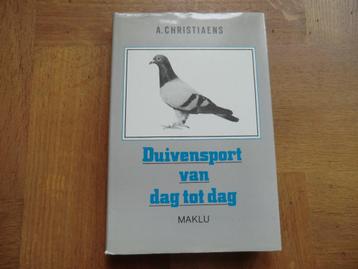 A. CHRISTIAENS
Duivensport
van
dag tot dag
MAKLU